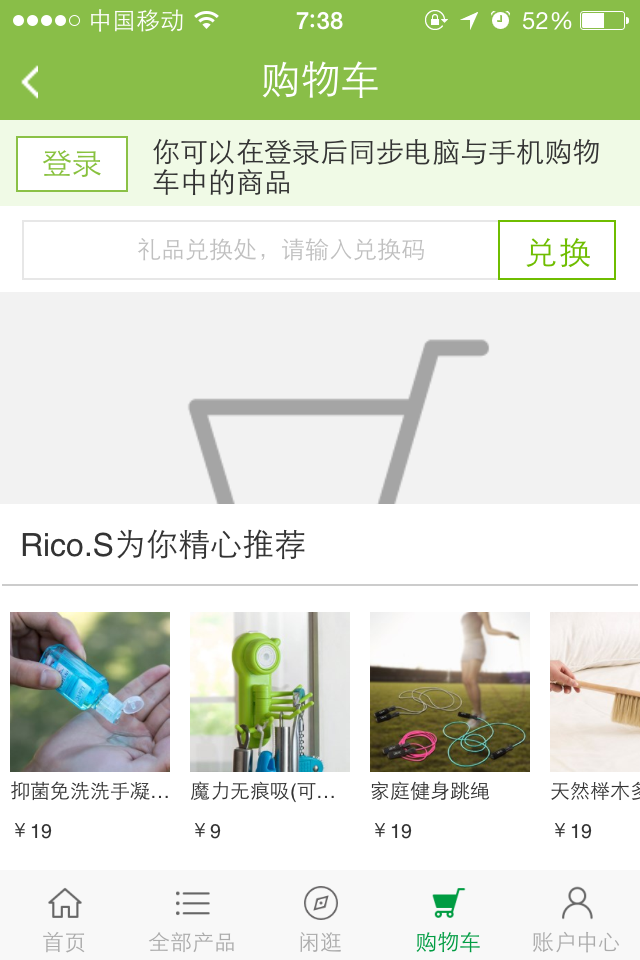 中国移动 7:38 52%
购物车
登录
你可以在登录后同步电脑与手机购物
车中的商品
礼品兑换处，请输入兑换码
兑换
Rico.S为你精心推荐
抑菌免洗洗手凝... 魔力无痕吸(可... 家庭健身跳绳 天然榉木多
￥19 ￥9 ￥19 ￥19
首页 全部产品 闲逛 购物车 账户中心